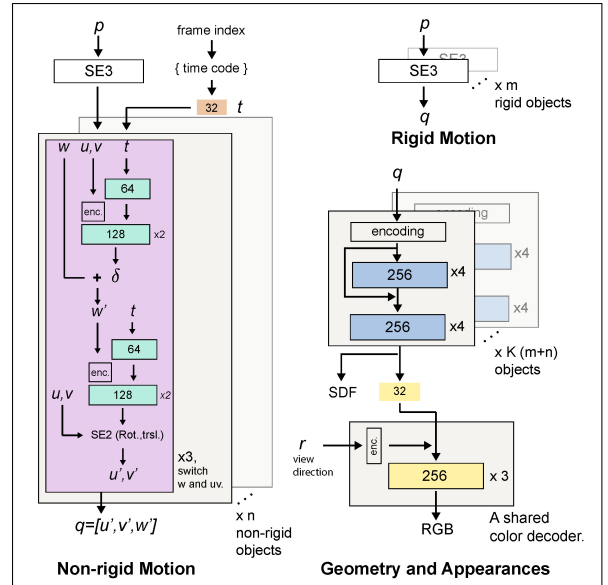 p
frame index
SE3
{ time code }
32
t
w
u,v
t
64
enc.
128
x2
+ δ
w'
t
64
enc.
128
x2
u,v
SE2 (Rot.,trsl.)
u',v'
x3,
switch
w and uv.
q=[u',v',w']
x n
non-rigid
objects
Non-rigid Motion
p
SE3
SE3
x m
rigid objects
q
Rigid Motion
q
encoding
encoding
256
x4
x4
256
x4
x4
x K (m+n)
objects
SDF
32
r
view
direction
enc.
256
x 3
RGB
A shared
color decoder.
Geometry and Appearances